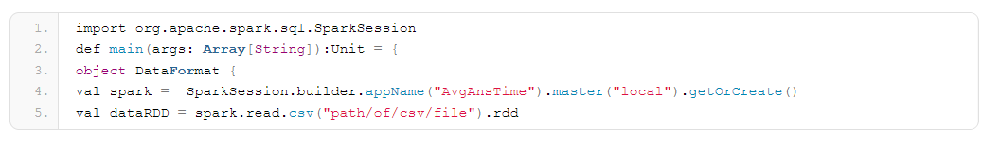 1. import org.apache.spark.sql.SparkSession
2. def main(args: Array[String]):Unit = {
3. object DataFormat {
4. val spark =  SparkSession.builder.appName("AvgAnsTime").master("local").getOrCreate()
5. val dataRDD = spark.read.csv("path/of/csv/file").rdd